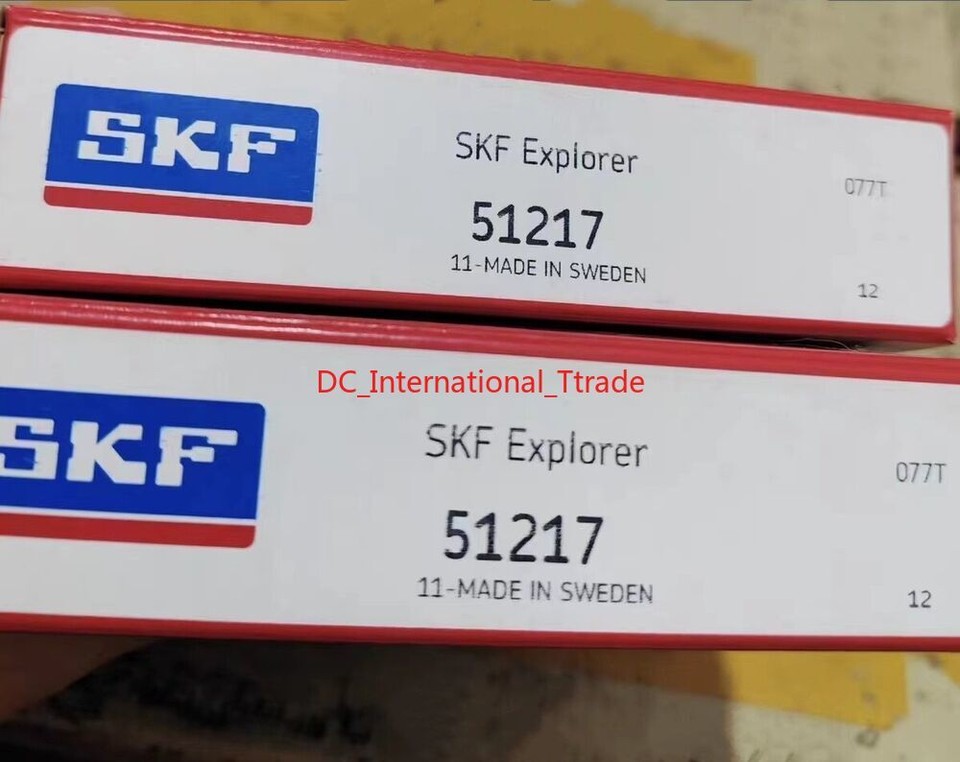 SKF
SKF Explorer
077T
51217
11-MADE IN SWEDEN
12
DC_International_Ttrade
SKF
SKF Explorer
077T
51217
11-MADE IN SWEDEN
12